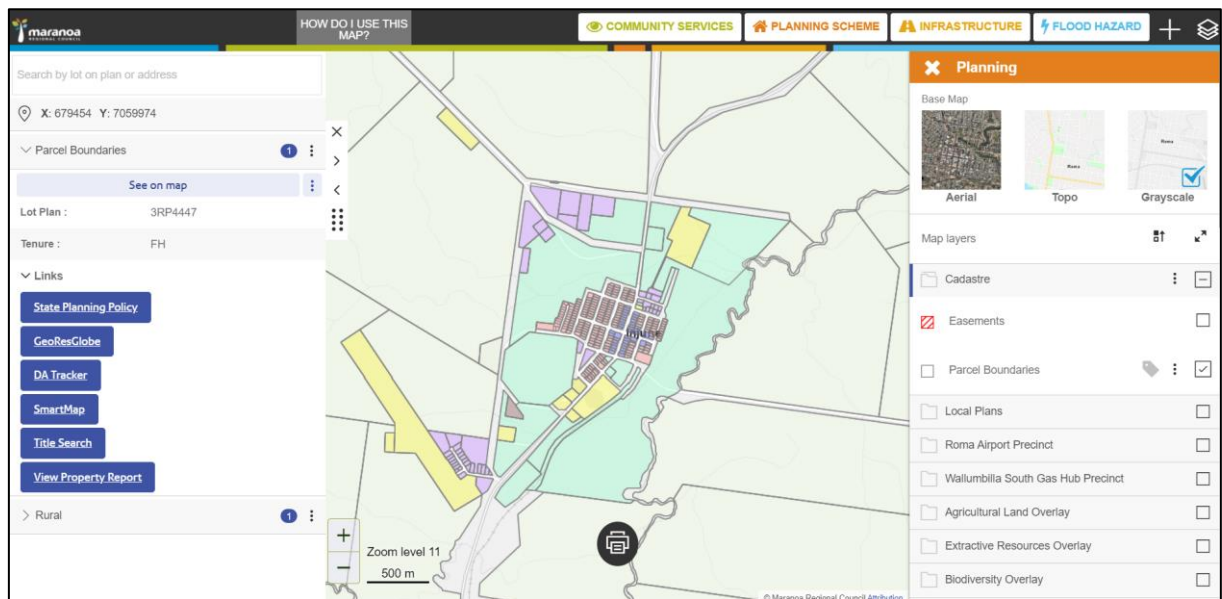 maranoa
REGIONAL COUNCIL
HOW DO I USE THIS
MAP?
COMMUNITY SERVICES
PLANNING SCHEME
INFRASTRUCTURE
FLOOD HAZARD
Search by lot on plan or address
X: 679454 Y: 7059974
Parcel Boundaries 1
See on map
Lot Plan : 3RP4447
Tenure : FH
Links
State Planning Policy
GeoResGlobe
DA Tracker
SmartMap
Title Search
View Property Report
Rural 1
Injune
Zoom level 11
500 m
© Maranoa Regional Council Attribution
Planning
Base Map
Roma
Roma
Aerial Topo Grayscale
Map layers
Cadastre
Easements
Parcel Boundaries
Local Plans
Roma Airport Precinct
Wallumbilla South Gas Hub Precinct
Agricultural Land Overlay
Extractive Resources Overlay
Biodiversity Overlay